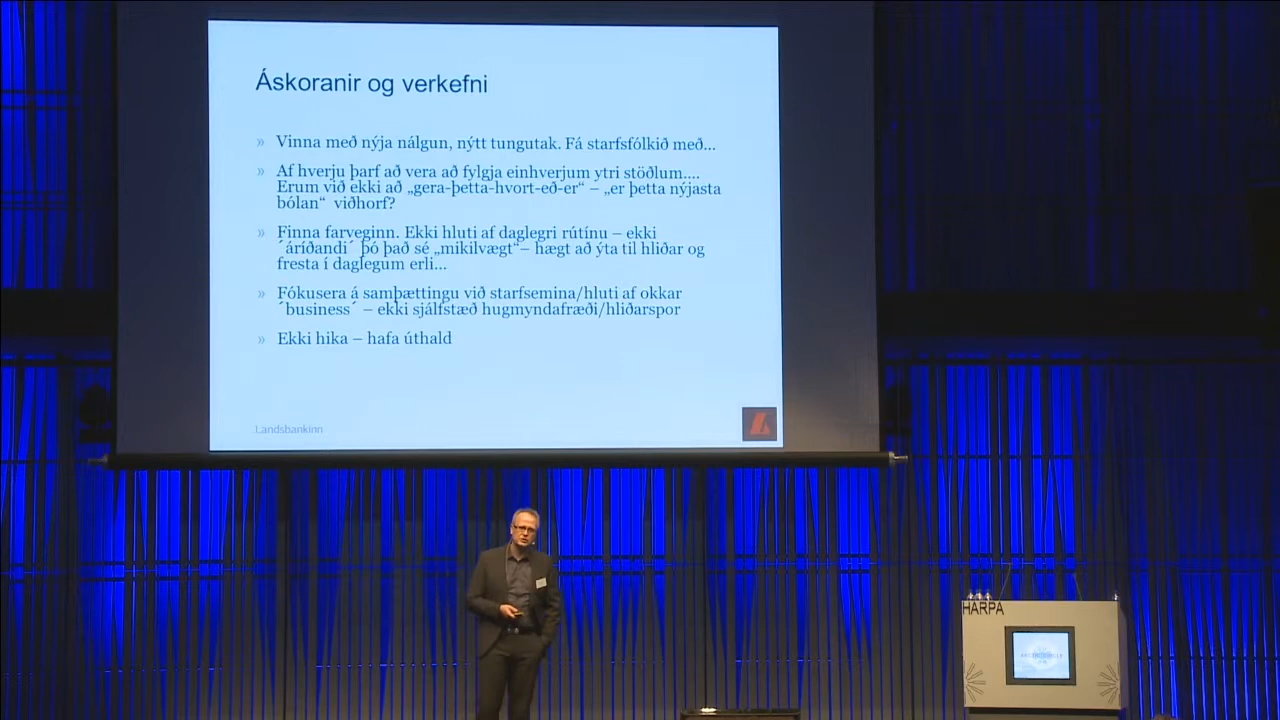 Áskoranir og verkefni
» Vinna með nýja nálgun, nýtt tungutak. Fá starfsfólkið með...
» Af hverju þarf að vera að fylgja einhverjum ytri stöðlum....
Erum við ekki að „gera-þetta-hvort-eð-er“ – „er þetta nýjasta
bólan“ viðhorf?
» Finna farveginn. Ekki hluti af daglegri rútínu – ekki
´áríðandi´ þó það sé „mikilvægt“– hægt að ýta til hliðar og
fresta í daglegum erli...
» Fókusera á samþættingu við starfsemina/hluti af okkar
´business´ – ekki sjálfstæð hugmyndafræði/hliðarspor
» Ekki hika – hafa úthald
Landsbankinn
HARPA